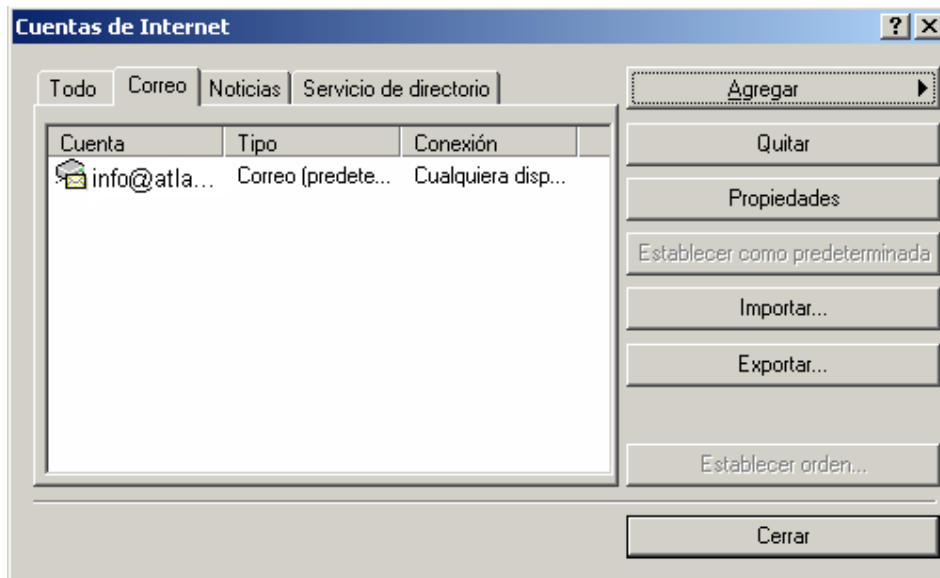 Cuentas de Internet
Todo Correo Noticias Servicio de directorio
Agregar
Cuenta Tipo Conexión
Quitar
info@atla... Correo (predete... Cualquiera disp...
Propiedades
Establecer como predeterminada
Importar...
Exportar...
Establecer orden...
Cerrar